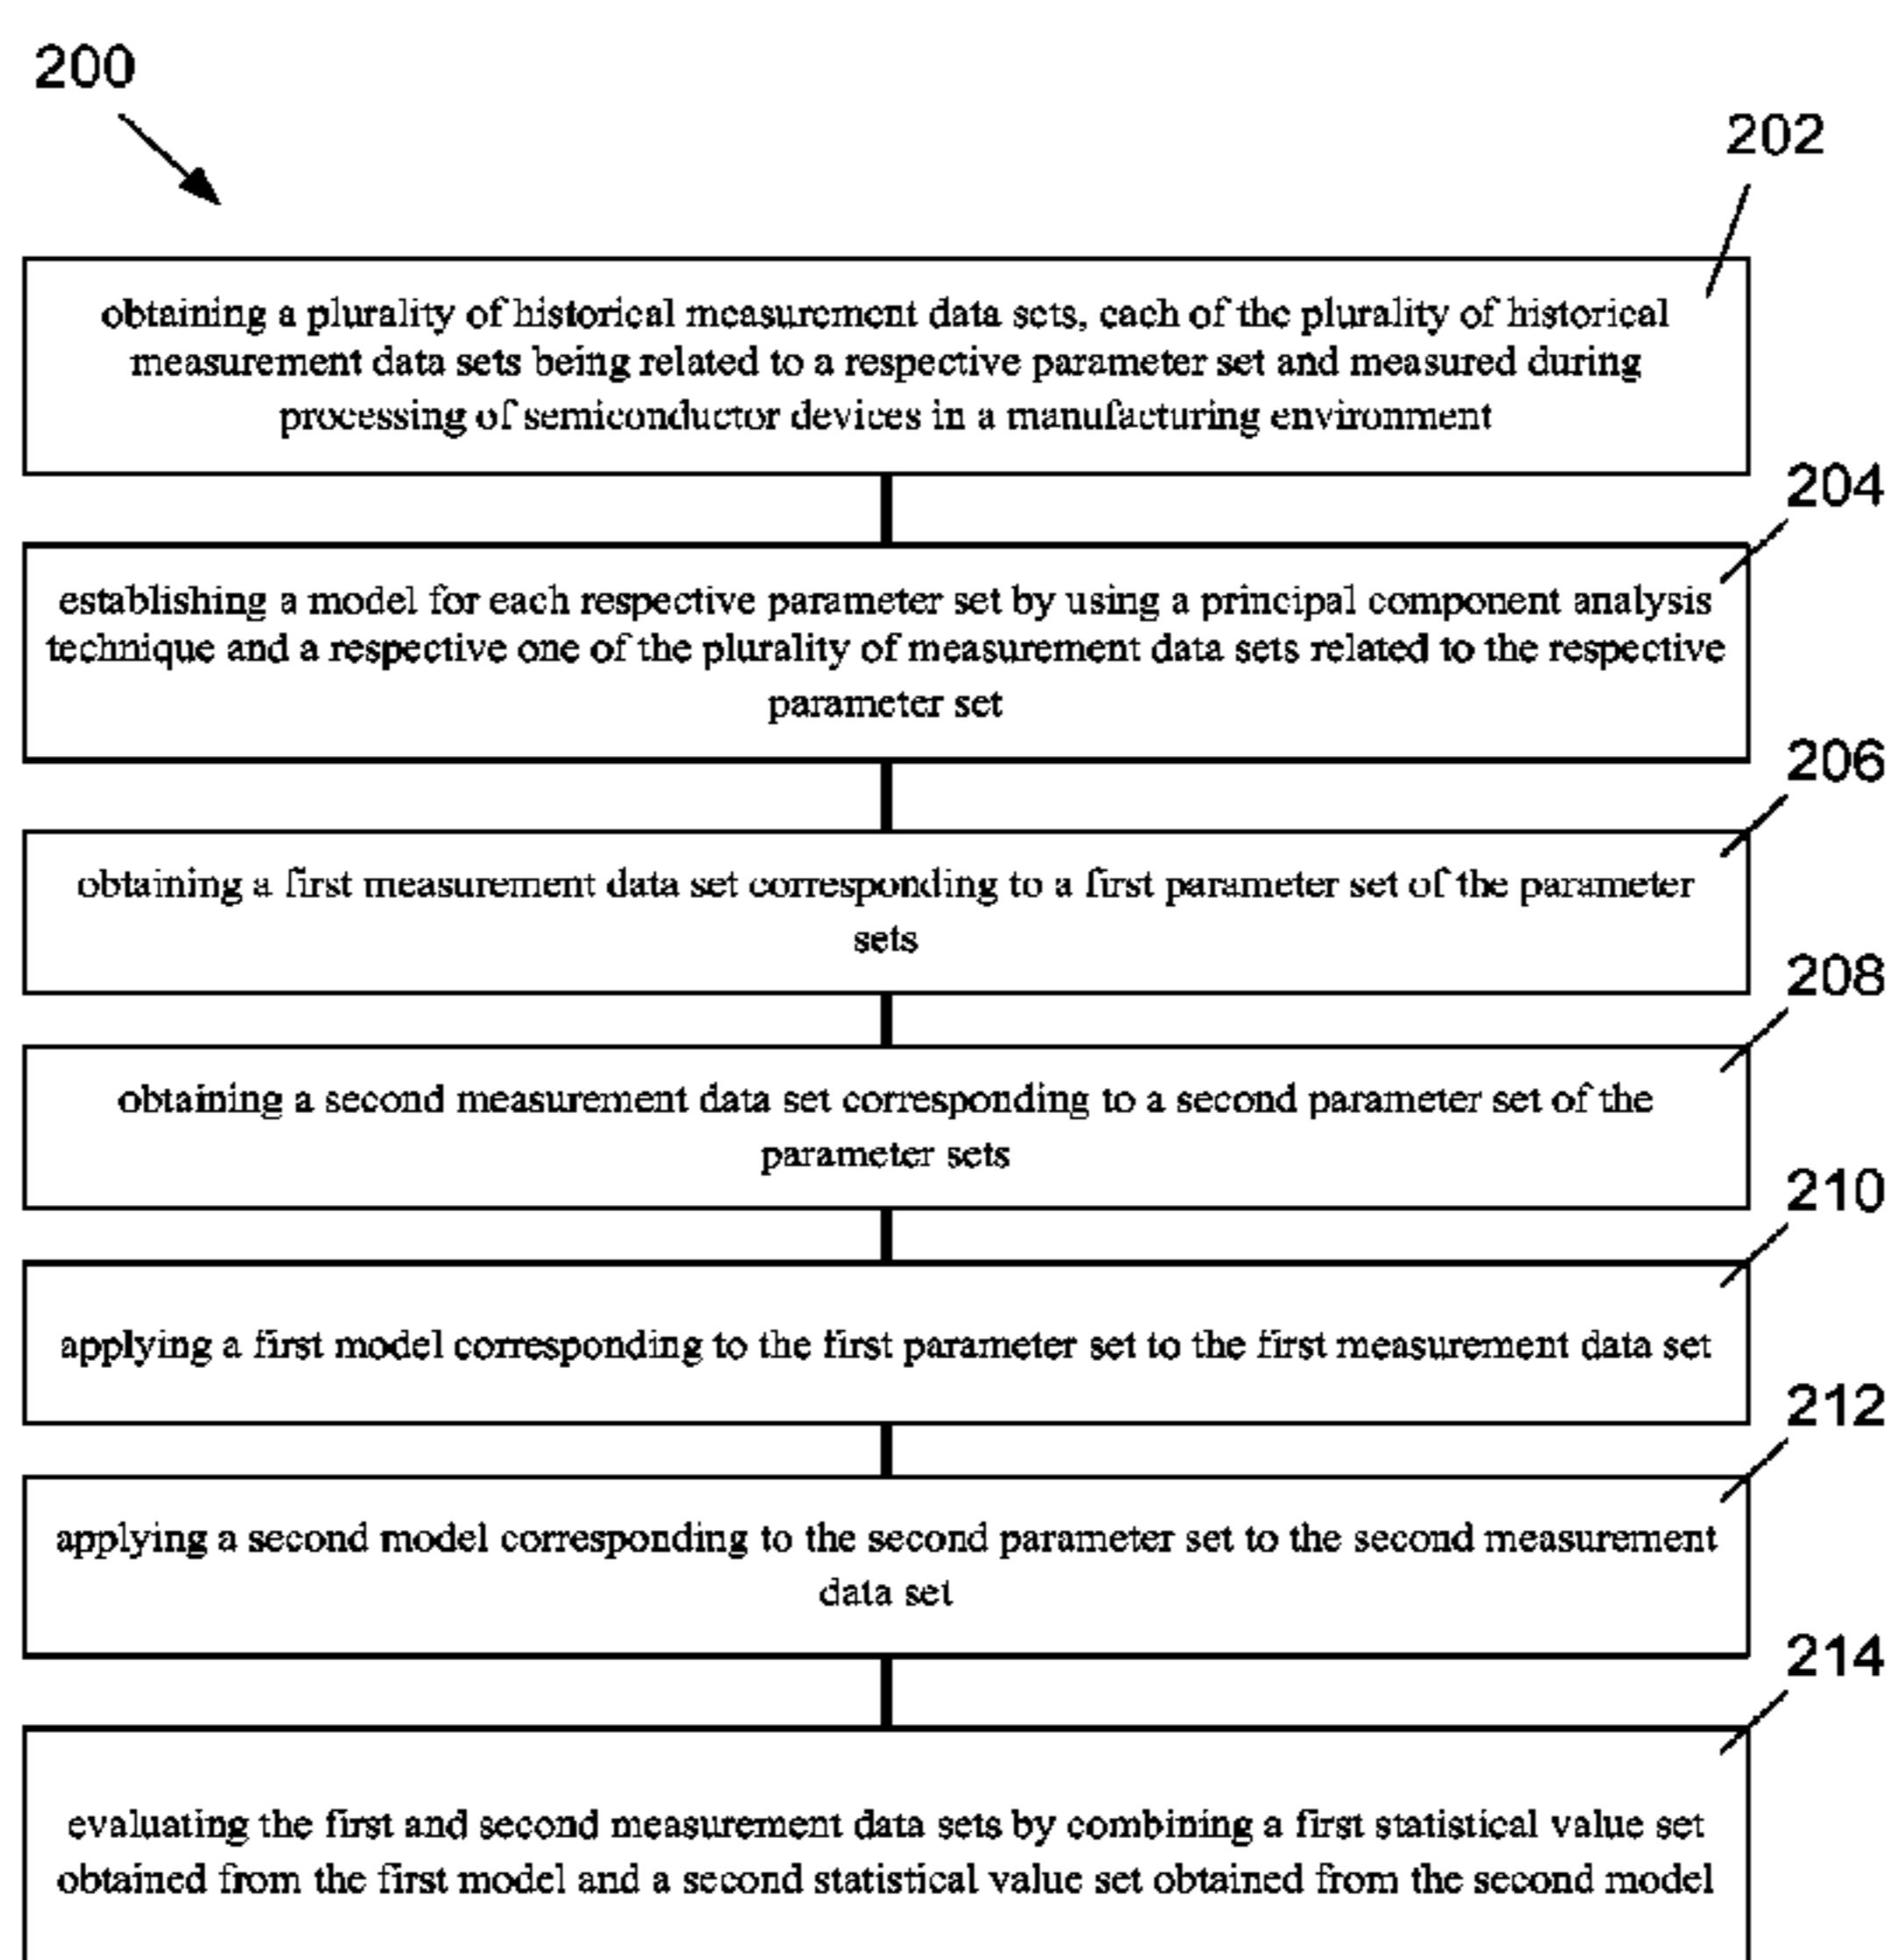 200
202
obtaining a plurality of historical measurement data sets, each of the plurality of historical
measurement data sets being related to a respective parameter set and measured during
processing of semiconductor devices in a manufacturing environment
204
establishing a model for each respective parameter set by using a principal component analysis
technique and a respective one of the plurality of measurement data sets related to the respective
parameter set
206
obtaining a first measurement data set corresponding to a first parameter set of the parameter
sets
208
obtaining a second measurement data set corresponding to a second parameter set of the
parameter sets
210
applying a first model corresponding to the first parameter set to the first measurement data set
212
applying a second model corresponding to the second parameter set to the second measurement
data set
214
evaluating the first and second measurement data sets by combining a first statistical value set
obtained from the first model and a second statistical value set obtained from the second model